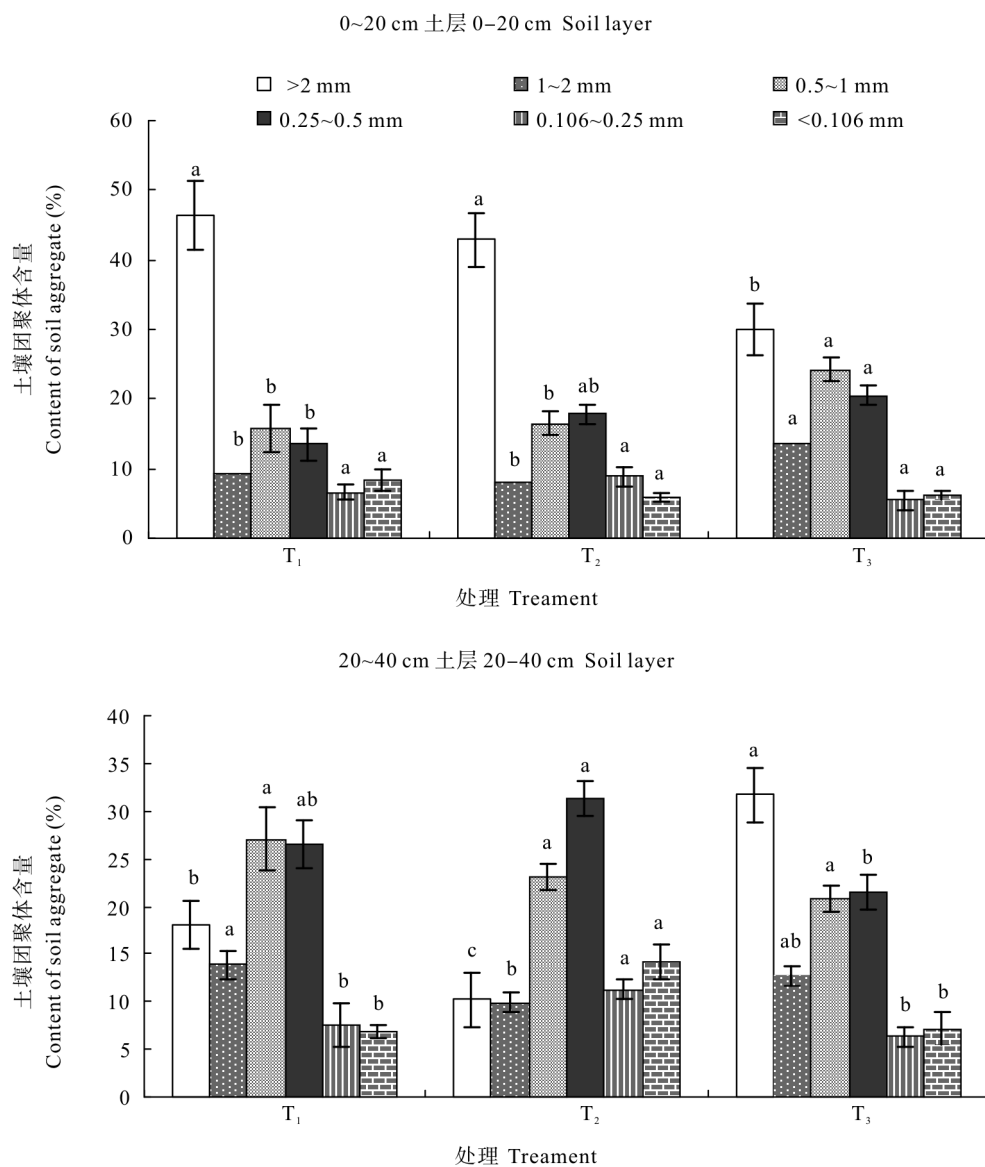 0~20 cm 土层 0–20 cm Soil layer
>2 mm 1~2 mm 0.5~1 mm
0.25~0.5 mm 0.106~0.25 mm <0.106 mm
土壤团聚体含量
Content of soil aggregate (%)
60
50
40
30
20
10
0
a b b b a a
a b b ab a a
b a a a a a
T₁ T₂ T₃
处理 Treament
20~40 cm 土层 20–40 cm Soil layer
土壤团聚体含量
Content of soil aggregate (%)
40
35
30
25
20
15
10
5
0
b a a ab b b
c b a a a a
a ab a b b b
T₁ T₂ T₃
处理 Treament